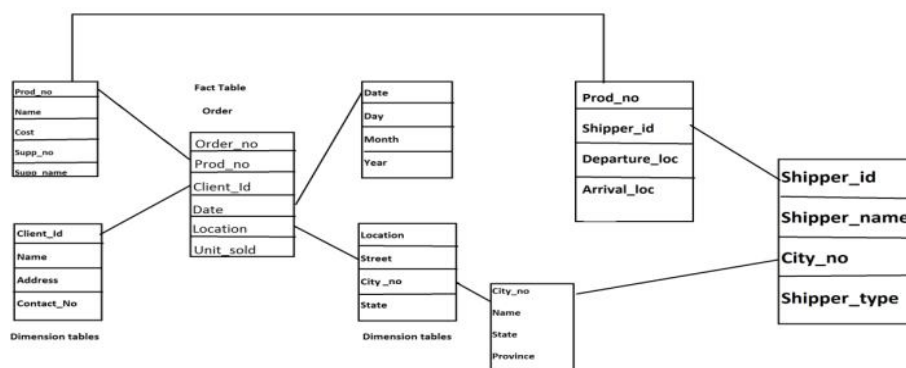 Prod_no
Name
Cost
Supp_no
Supp_name
Fact Table
Order
Order_no
Prod_no
Client_Id
Date
Location
Unit_sold
Date
Day
Month
Year
Prod_no
Shipper_id
Departure_loc
Arrival_loc
Shipper_id
Shipper_name
City_no
Shipper_type
Client_Id
Name
Address
Contact_No
Dimension tables
Location
Street
City _no
State
Dimension tables
City_no
Name
State
Province